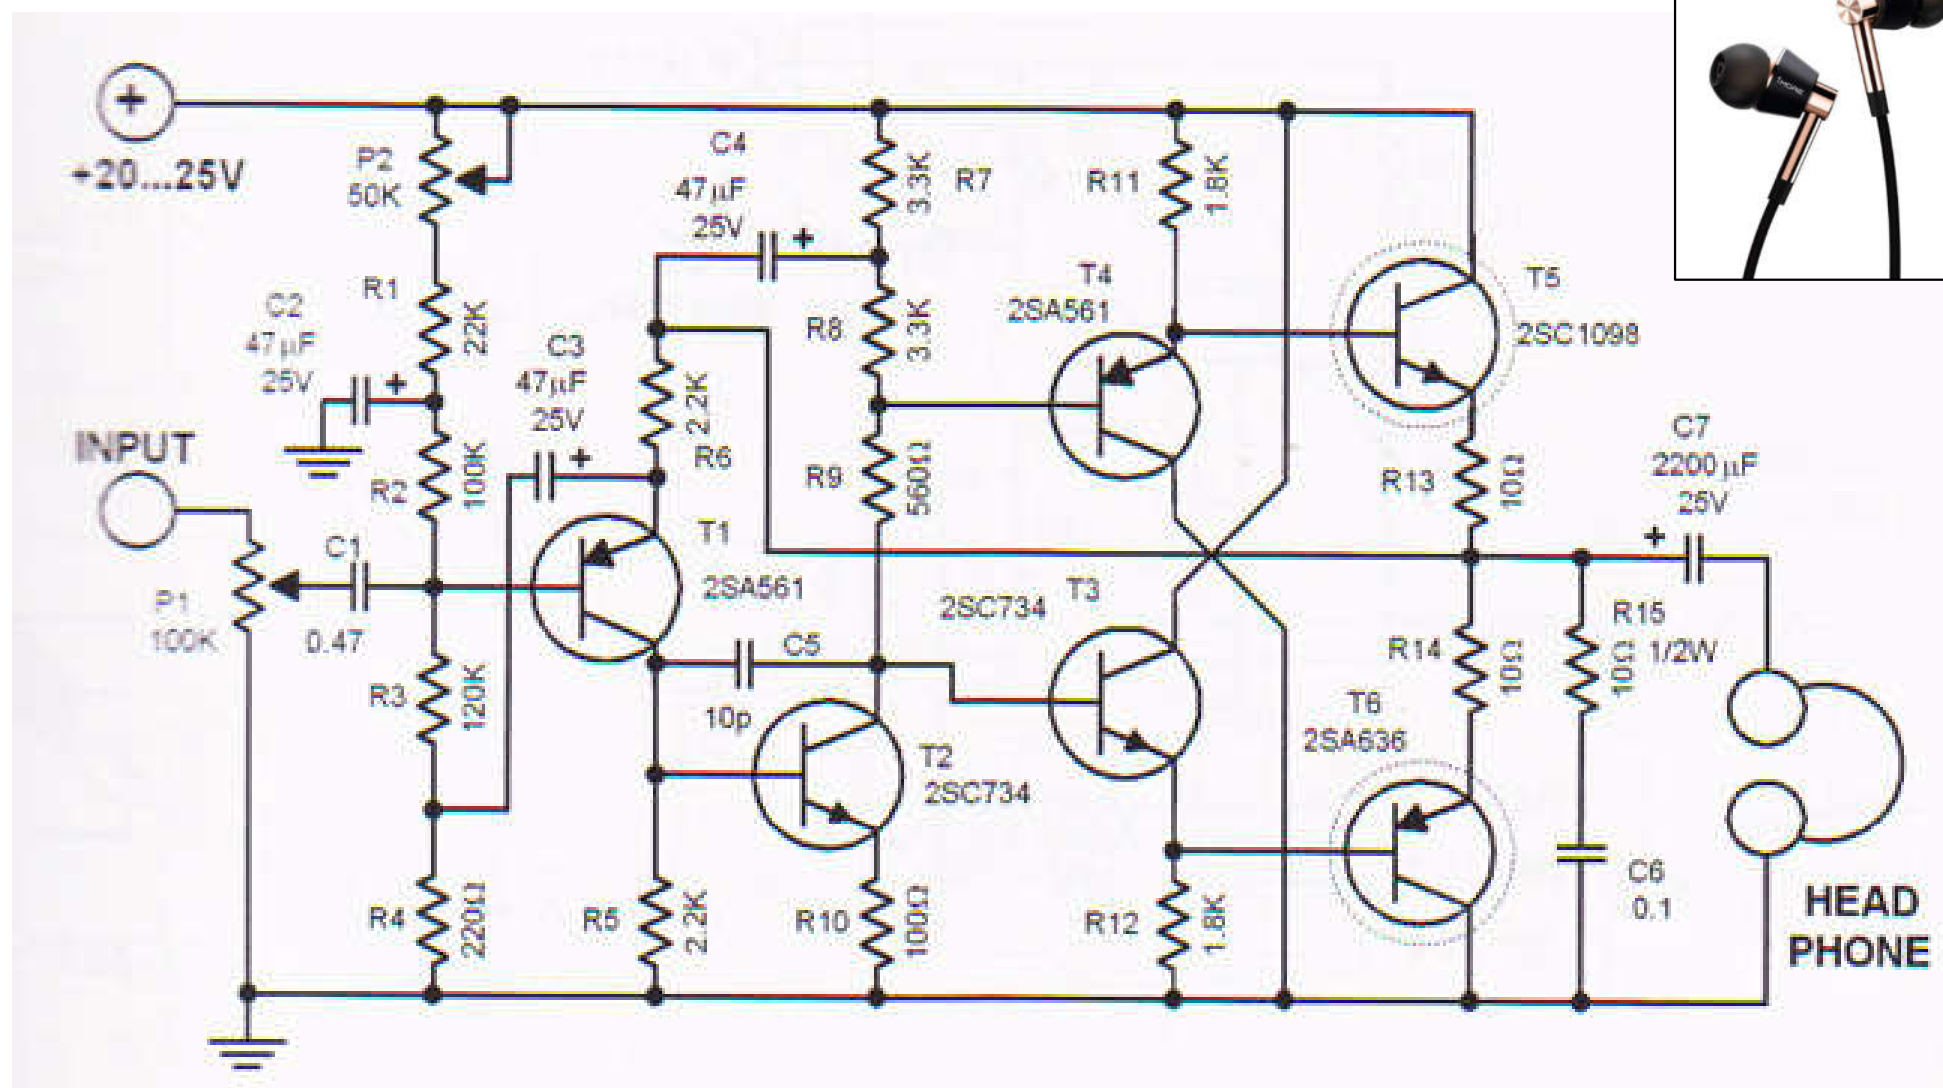 +
+20...25V
P2
50K
R1
22K
C2
47µF
25V
+
R2
100K
INPUT
P1
100K
C1
0.47
R3
120K
R4
220Ω
C3
47µF
25V
+
C4
47µF
25V
+
2.2K
R6
T1
2SA561
C5
10p
R5
2.2K
R7
3.3K
R8
3.3K
R9
560Ω
T2
2SC734
R10
100Ω
R11
1.8K
T4
2SA561
T3
2SC734
R12
1.8K
T5
2SC1098
R13
10Ω
R14
10Ω
T6
2SA636
C7
2200µF
25V
+
R15
10Ω 1/2W
C6
0.1
HEAD
PHONE
1MORE